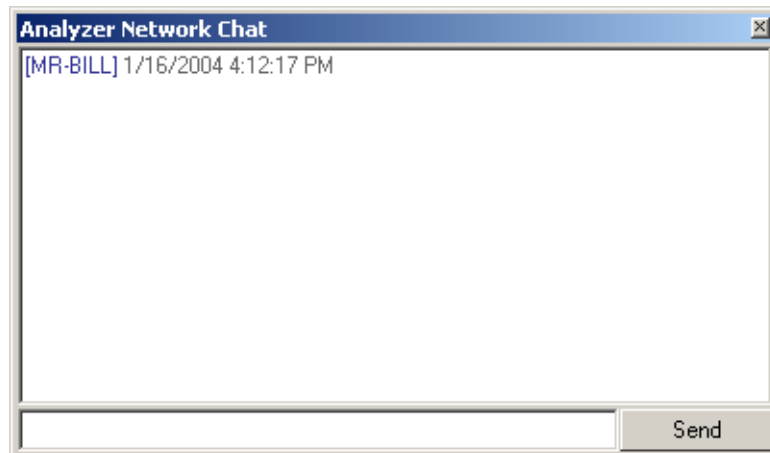 Analyzer Network Chat
[MR-BILL] 1/16/2004 4:12:17 PM
Send